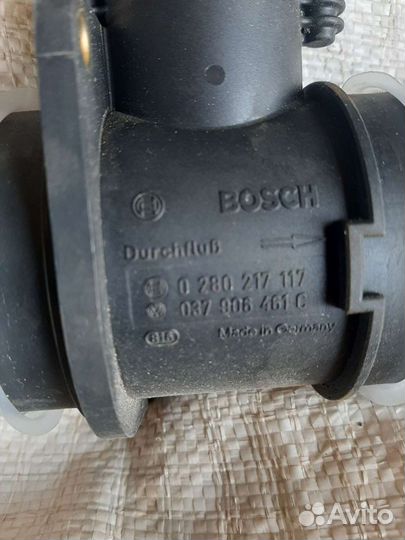 BOSCH
Durchfluß
0 280 217 117
037 906 461 C
Made in Germany
Avito